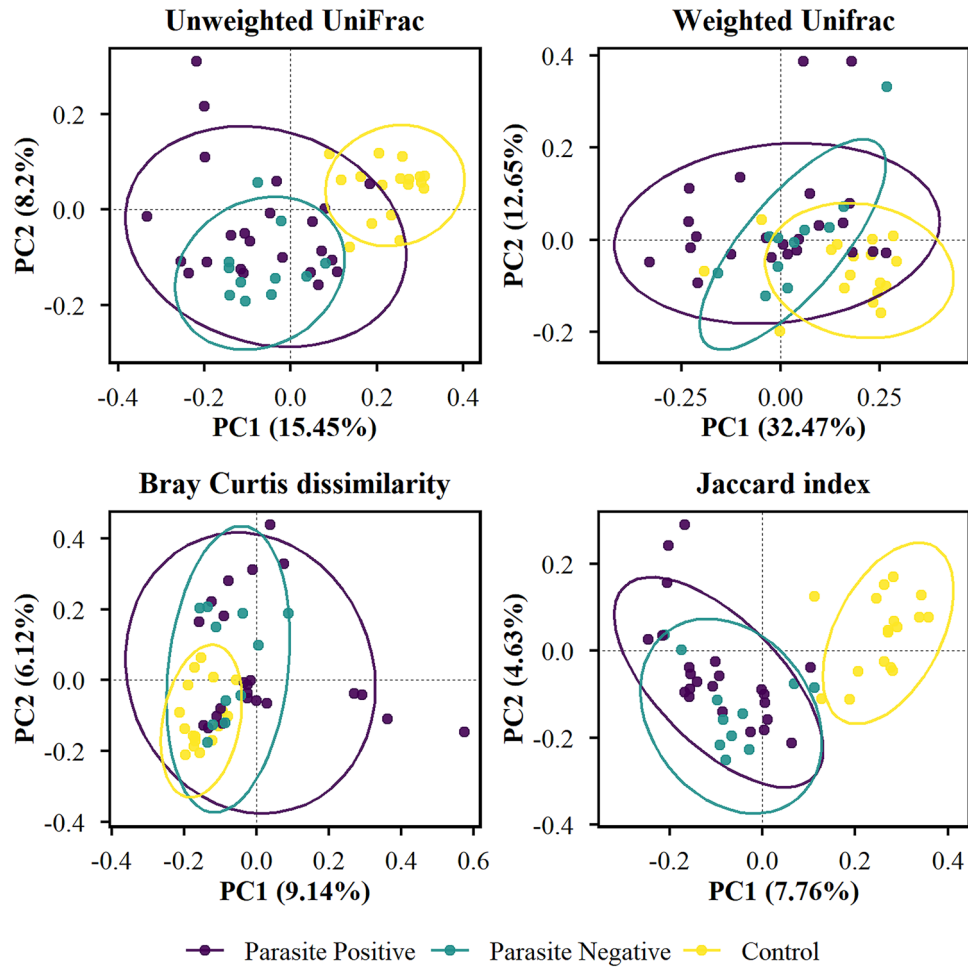 Unweighted UniFrac
Weighted Unifrac
PC2 (8.2%)
0.2
0.0
-0.2
-0.4 -0.2 0.0 0.2 0.4
PC1 (15.45%)
PC2 (12.65%)
0.4
0.2
0.0
-0.2
-0.25 0.00 0.25
PC1 (32.47%)
Bray Curtis dissimilarity
Jaccard index
PC2 (6.12%)
0.4
0.2
0.0
-0.2
-0.4
-0.4 -0.2 0.0 0.2 0.4 0.6
PC1 (9.14%)
PC2 (4.63%)
0.2
0.0
-0.2
-0.4
-0.2 0.0 0.2 0.4
PC1 (7.76%)
Parasite Positive Parasite Negative Control